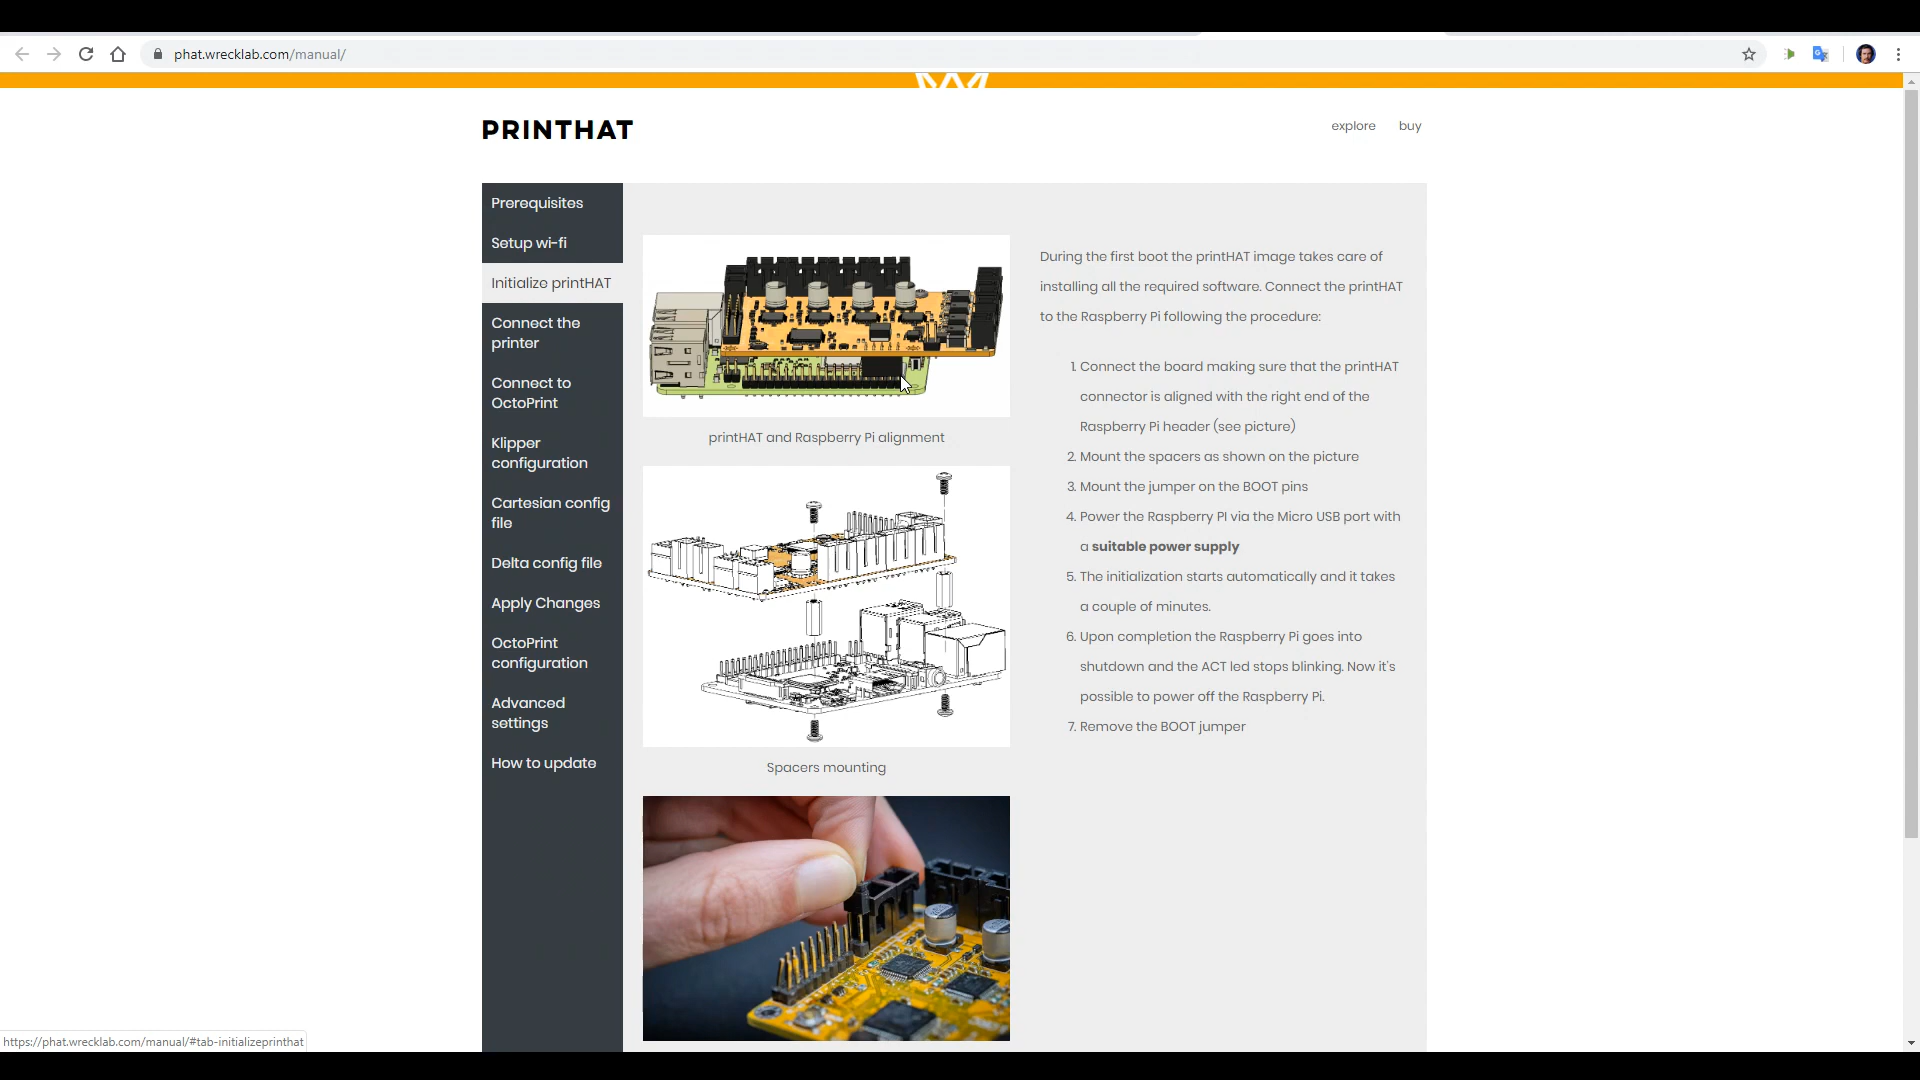 phat.wrecklab.com/manual/
PRINTHAT
explore
buy
Prerequisites
Setup wi-fi
Initialize printHAT
Connect the
printer
Connect to
OctoPrint
Klipper
configuration
Cartesian config
file
Delta config file
Apply Changes
OctoPrint
configuration
Advanced
settings
How to update
printHAT and Raspberry Pi alignment
Spacers mounting
During the first boot the printHAT image takes care of
installing all the required software. Connect the printHAT
to the Raspberry Pi following the procedure:
1. Connect the board making sure that the printHAT
connector is aligned with the right end of the
Raspberry Pi header (see picture)
2. Mount the spacers as shown on the picture
3. Mount the jumper on the BOOT pins
4. Power the Raspberry PI via the Micro USB port with
a suitable power supply
5. The initialization starts automatically and it takes
a couple of minutes.
6. Upon completion the Raspberry Pi goes into
shutdown and the ACT led stops blinking. Now it's
possible to power off the Raspberry Pi.
7. Remove the BOOT jumper
https://phat.wrecklab.com/manual/#tab-initializeprinthat